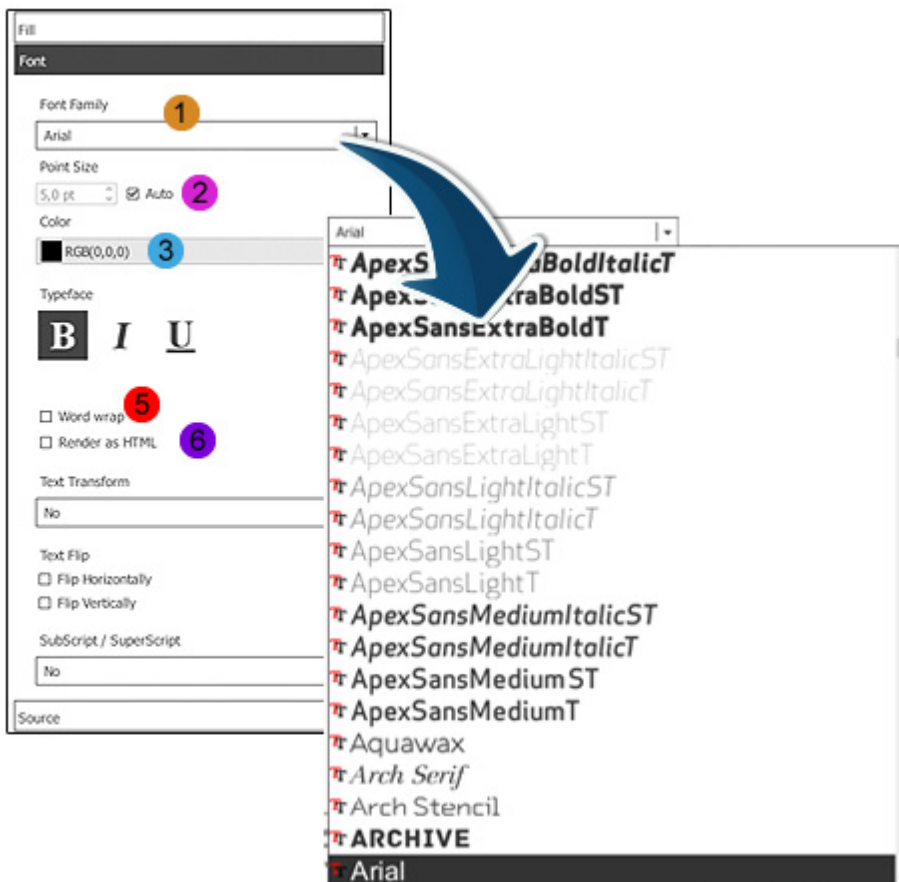 Fill
Font
Font Family
1
Arial
Point Size
5,0 pt
Auto
2
Color
RGB(0,0,0)
3
Typeface
B I U
5
Word wrap
Render as HTML
6
Text Transform
No
Text Flip
Flip Horizontally
Flip Vertically
SubScript / SuperScript
No
Source
Arial
ApexSansExtraLightItalicST
ApexSansExtraLightItalicT
ApexSansExtraLightST
ApexSansExtraLightT
ApexSansLightItalicST
ApexSansLightItalicT
ApexSansLightST
ApexSansLightT
ApexSansMediumItalicST
ApexSansMediumItalicT
ApexSansMedium ST
ApexSansMediumT
Aquawax
Arch Serif
Arch Stencil
ARCHIVE
Arial